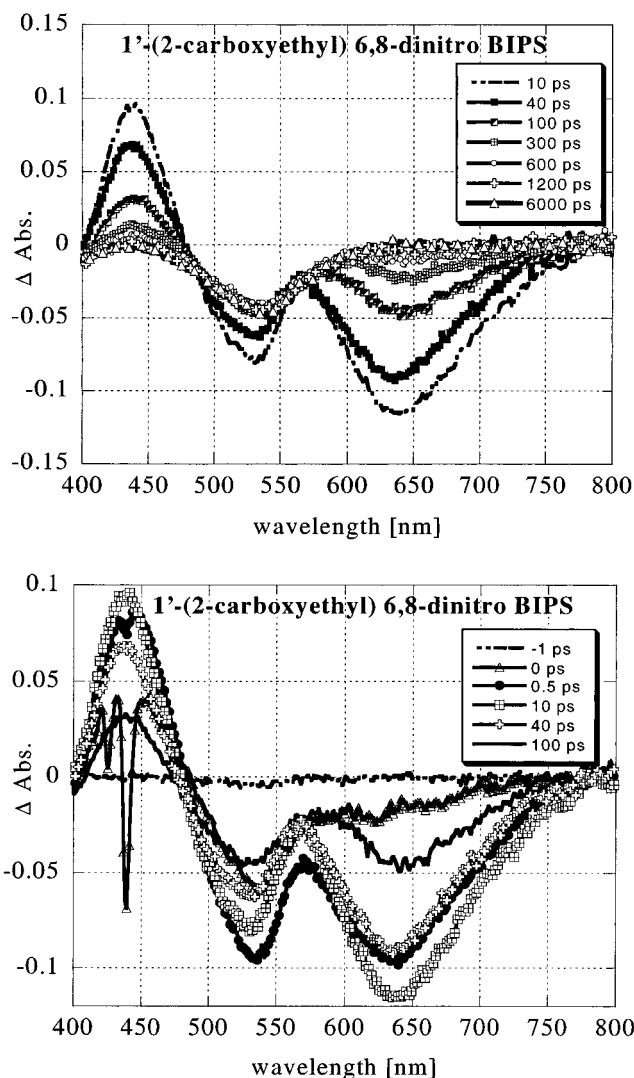 1'-(2-carboxyethyl) 6,8-dinitro BIPS
0.15
0.1
0.05
0
-0.05
-0.1
-0.15
Δ Abs.
10 ps
40 ps
100 ps
300 ps
600 ps
1200 ps
6000 ps
400 450 500 550 600 650 700 750 800
wavelength [nm]
1'-(2-carboxyethyl) 6,8-dinitro BIPS
0.1
0.05
0
-0.05
-0.1
Δ Abs.
-1 ps
0 ps
0.5 ps
10 ps
40 ps
100 ps
400 450 500 550 600 650 700 750 800
wavelength [nm]